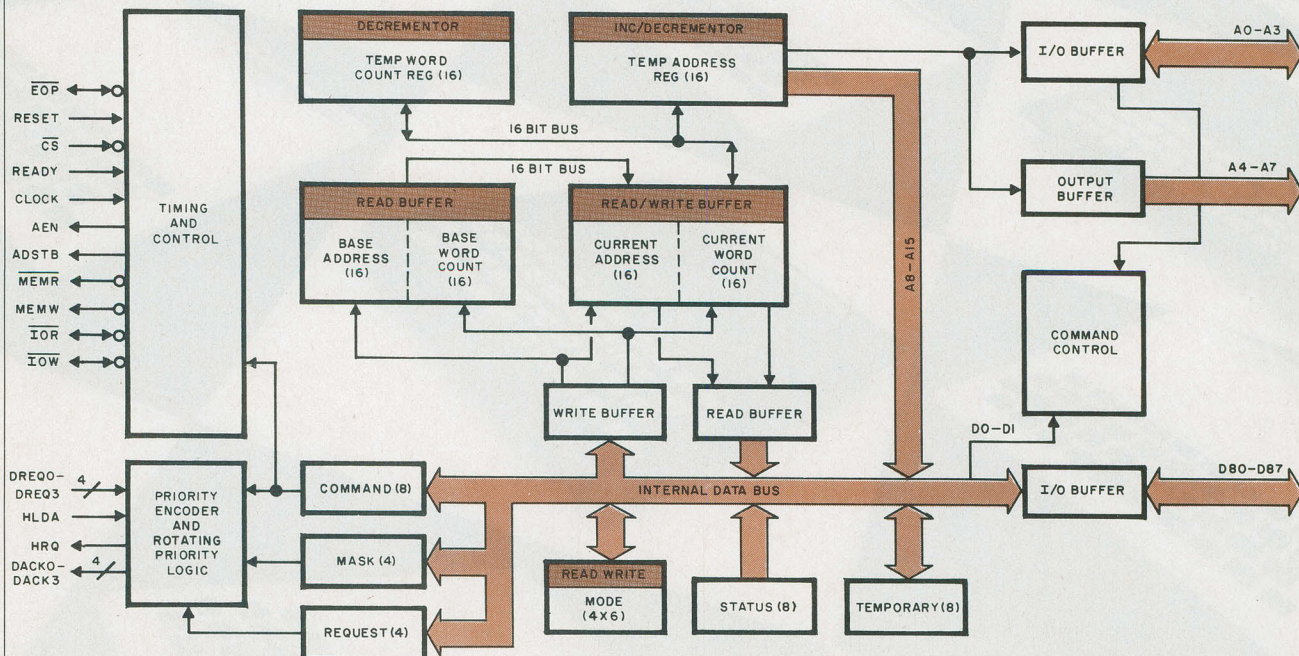 DECREMENTOR
TEMP WORD
COUNT REG (16)
INC/DECREMENTOR
TEMP ADDRESS
REG (16)
I/O BUFFER
A0-A3
EOP
RESET
CS
READY
CLOCK
AEN
ADSTB
MEMR
MEMW
IOR
IOW
TIMING
AND
CONTROL
16 BIT BUS
16 BIT BUS
READ BUFFER
BASE
ADDRESS
(16)
BASE
WORD
COUNT
(16)
READ/WRITE BUFFER
CURRENT
ADDRESS
(16)
CURRENT
WORD
COUNT
(16)
A8-A15
OUTPUT
BUFFER
A4-A7
COMMAND
CONTROL
WRITE BUFFER
READ BUFFER
D0-D1
DREQ0-
DREQ3
4
HLDA
HRQ
DACK0-
DACK3
4
PRIORITY
ENCODER
AND
ROTATING
PRIORITY
LOGIC
COMMAND (8)
INTERNAL DATA BUS
I/O BUFFER
D80-D87
MASK (4)
REQUEST (4)
READ WRITE
MODE
(4X6)
STATUS (8)
TEMPORARY (8)